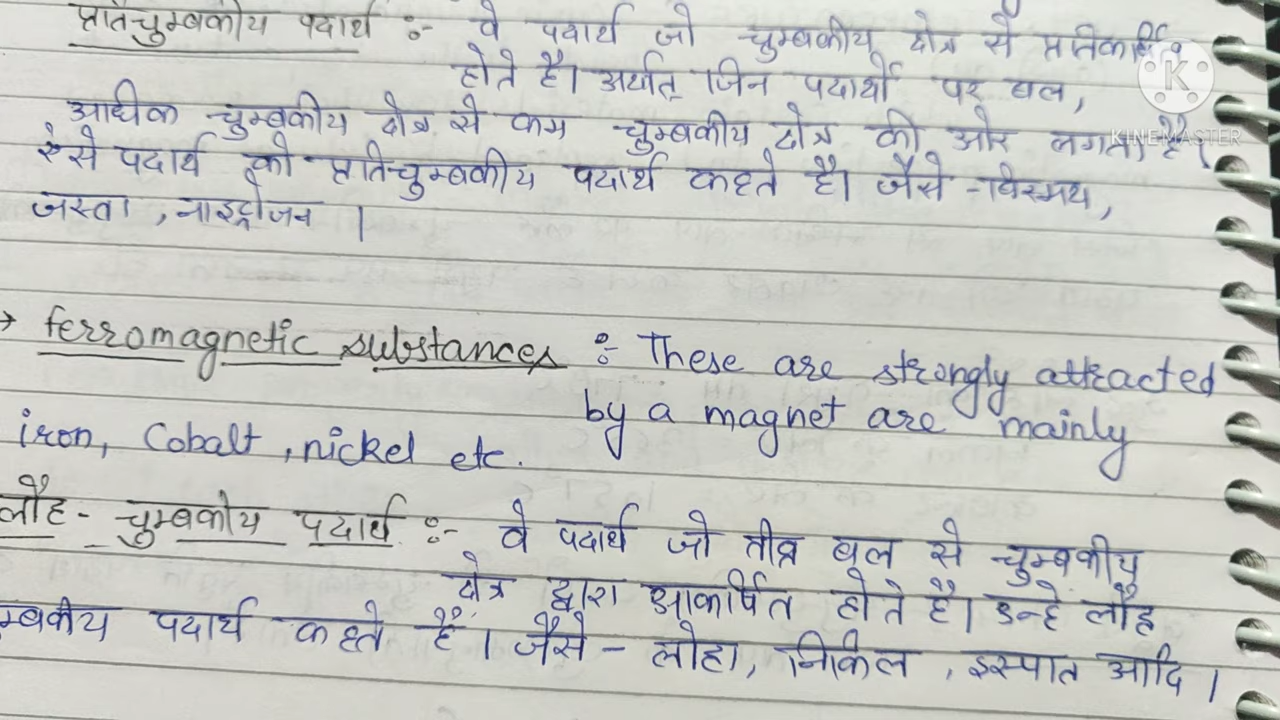 प्रतिचुम्बकीय पदार्थ :- वे पदार्थ जो चुम्बकीय क्षेत्र से प्रतिकर्षित
होते है। अर्थात् जिन पदार्थो पर बल,
अधिक चुम्बकीय क्षेत्र से कम चुम्बकीय क्षेत्र की ओर लगता है।
ऐसे पदार्थ को प्रतिचुम्बकीय पदार्थ कहते है। जैसे - विस्मथ,
जस्ता, नाइट्रोजन।
→ ferromagnetic substances :- These are strongly attracted
by a magnet are mainly
iron, Cobalt, nickel etc.
लौह - चुम्बकीय पदार्थ :- वे पदार्थ जो तीव्र बल से चुम्बकीय
क्षेत्र द्वारा आकर्षित होते है। उन्हे लौह
म्बकीय पदार्थ कहते है। जैसे - लोहा, निकिल, इस्पात आदि।
KINEMASTER